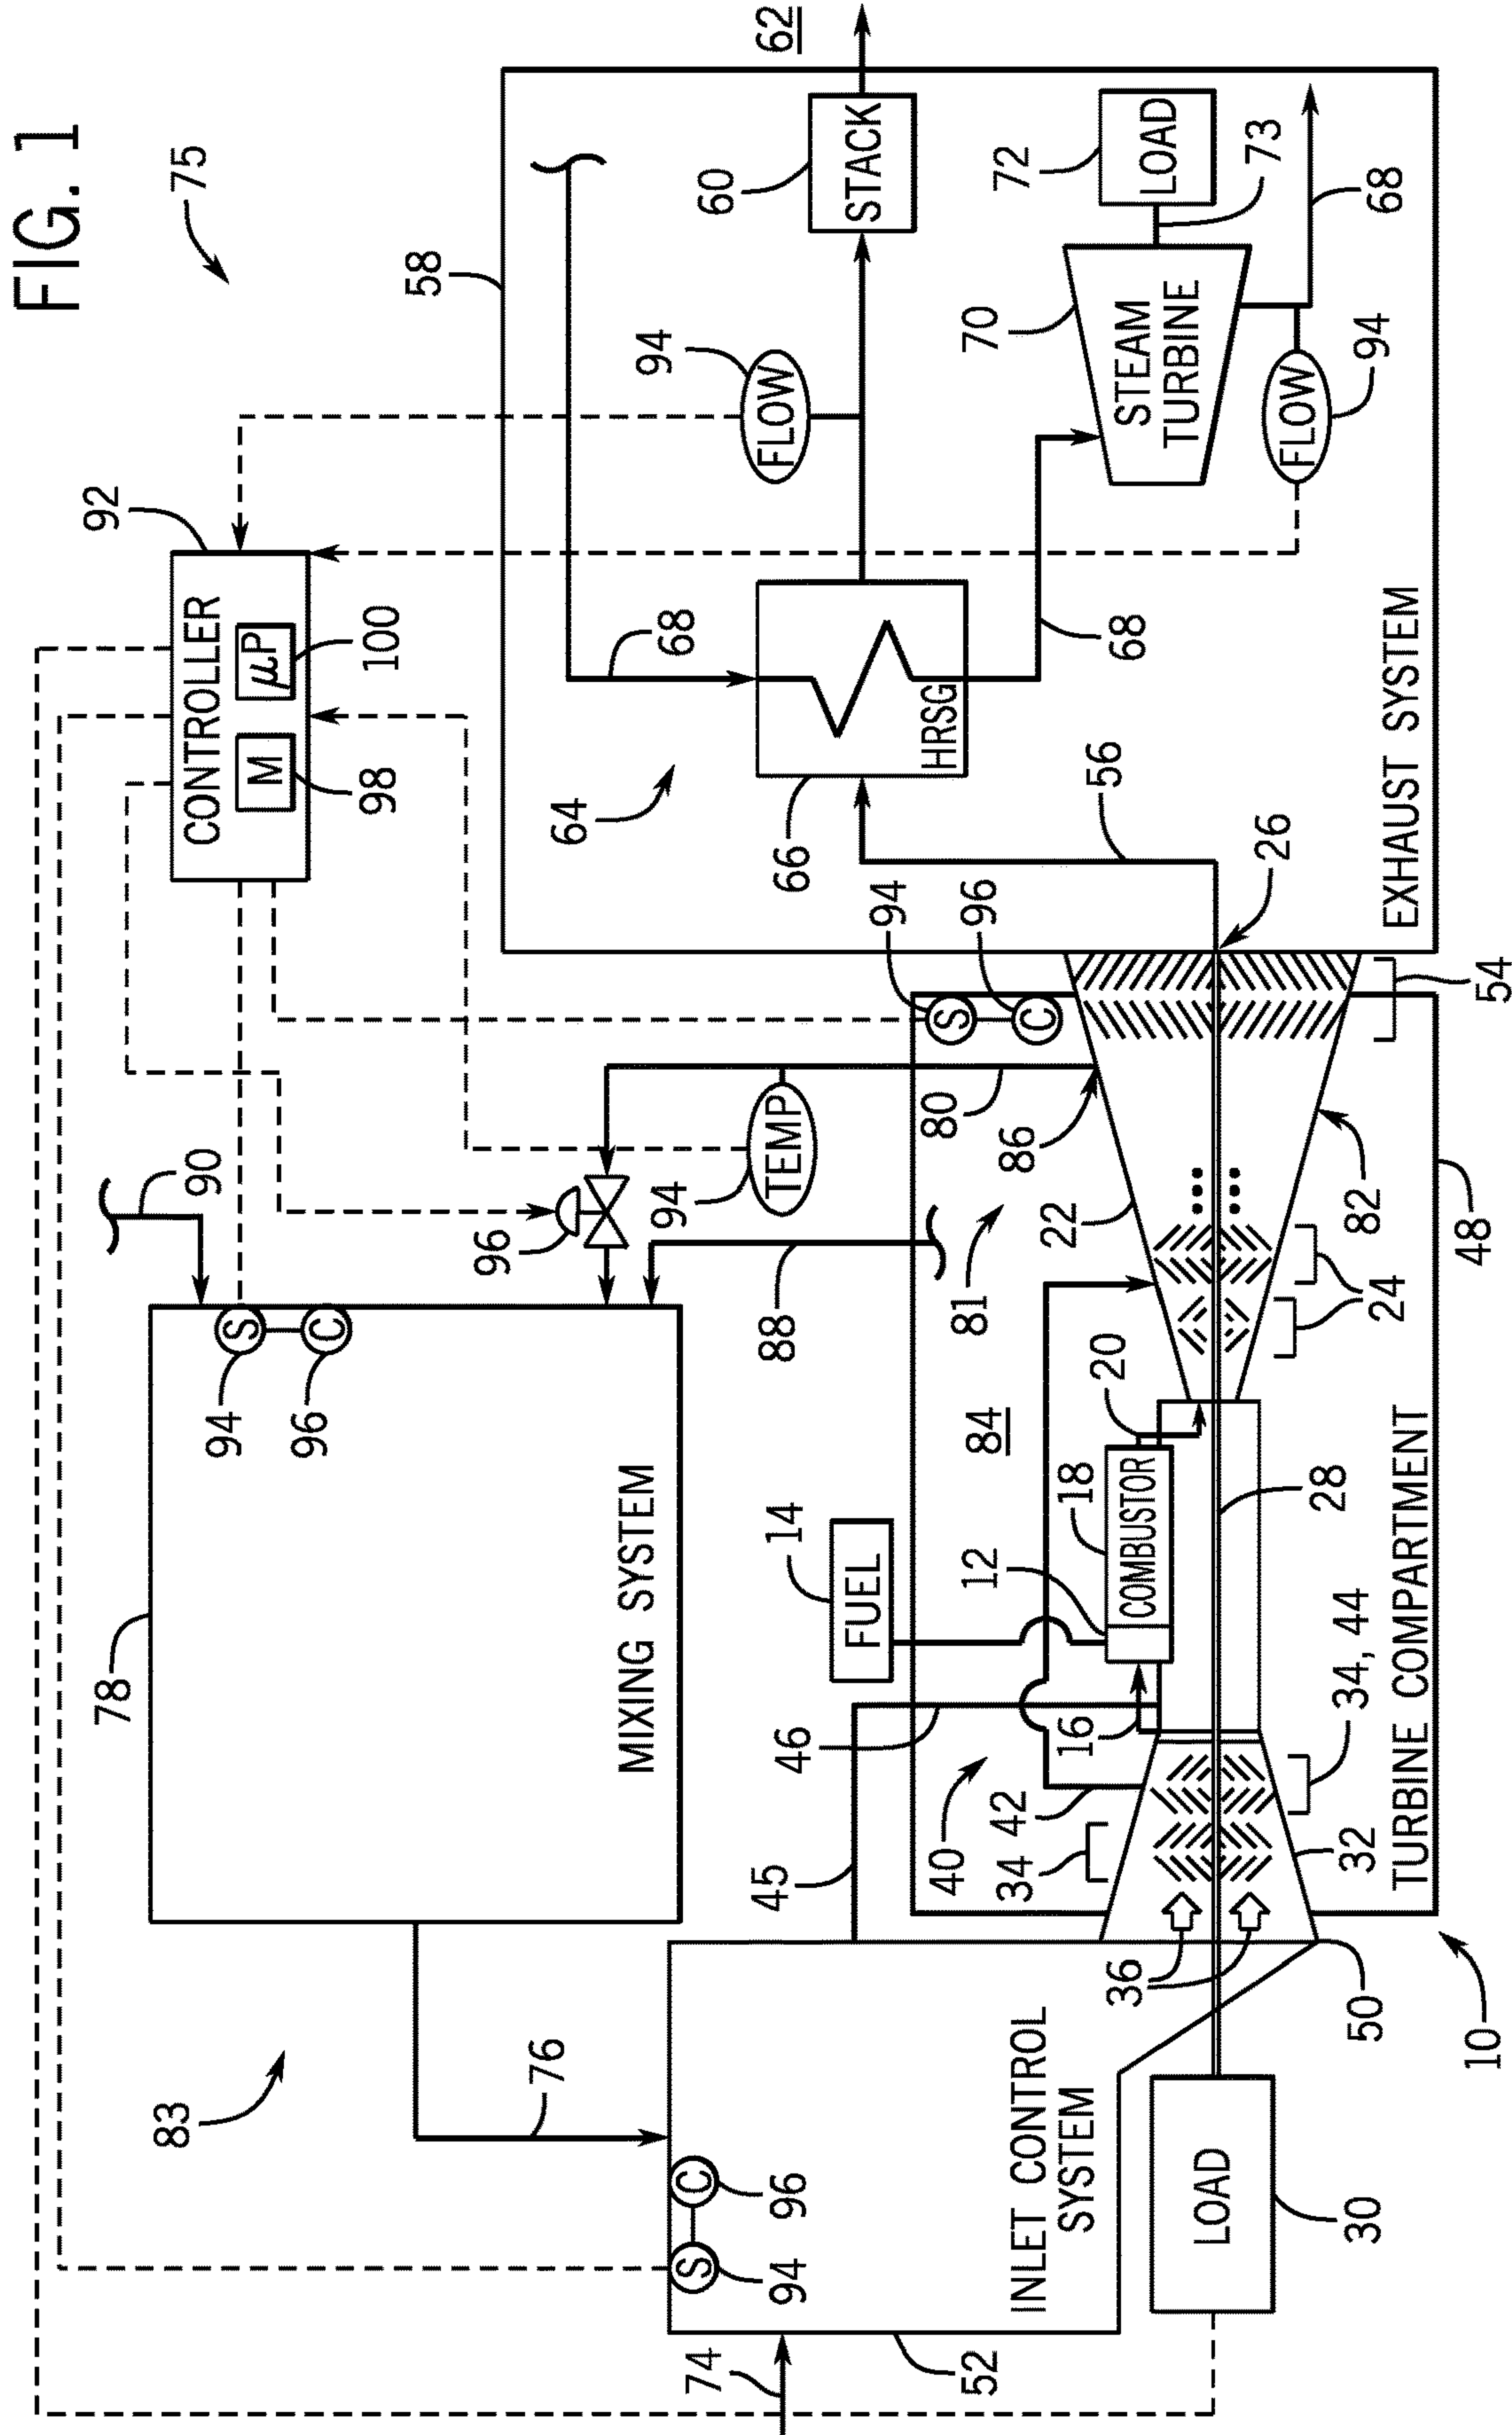 FIG. 1
75
83
78
MIXING SYSTEM
94
S
96
C
90
92
CONTROLLER
M
98
μP
100
76
74
52
INLET CONTROL
SYSTEM
94
S
96
C
45
46
88
96
94
TEMP
80
86
81
84
14
FUEL
12
18
COMBUSTOR
20
16
40
42
34
34, 44
32
36
50
10
LOAD
30
28
22
24
82
48
TURBINE COMPARTMENT
94
S
96
C
26
54
56
58
64
66
HRSG
68
68
94
FLOW
60
STACK
62
70
STEAM
TURBINE
72
LOAD
73
68
94
FLOW
EXHAUST SYSTEM